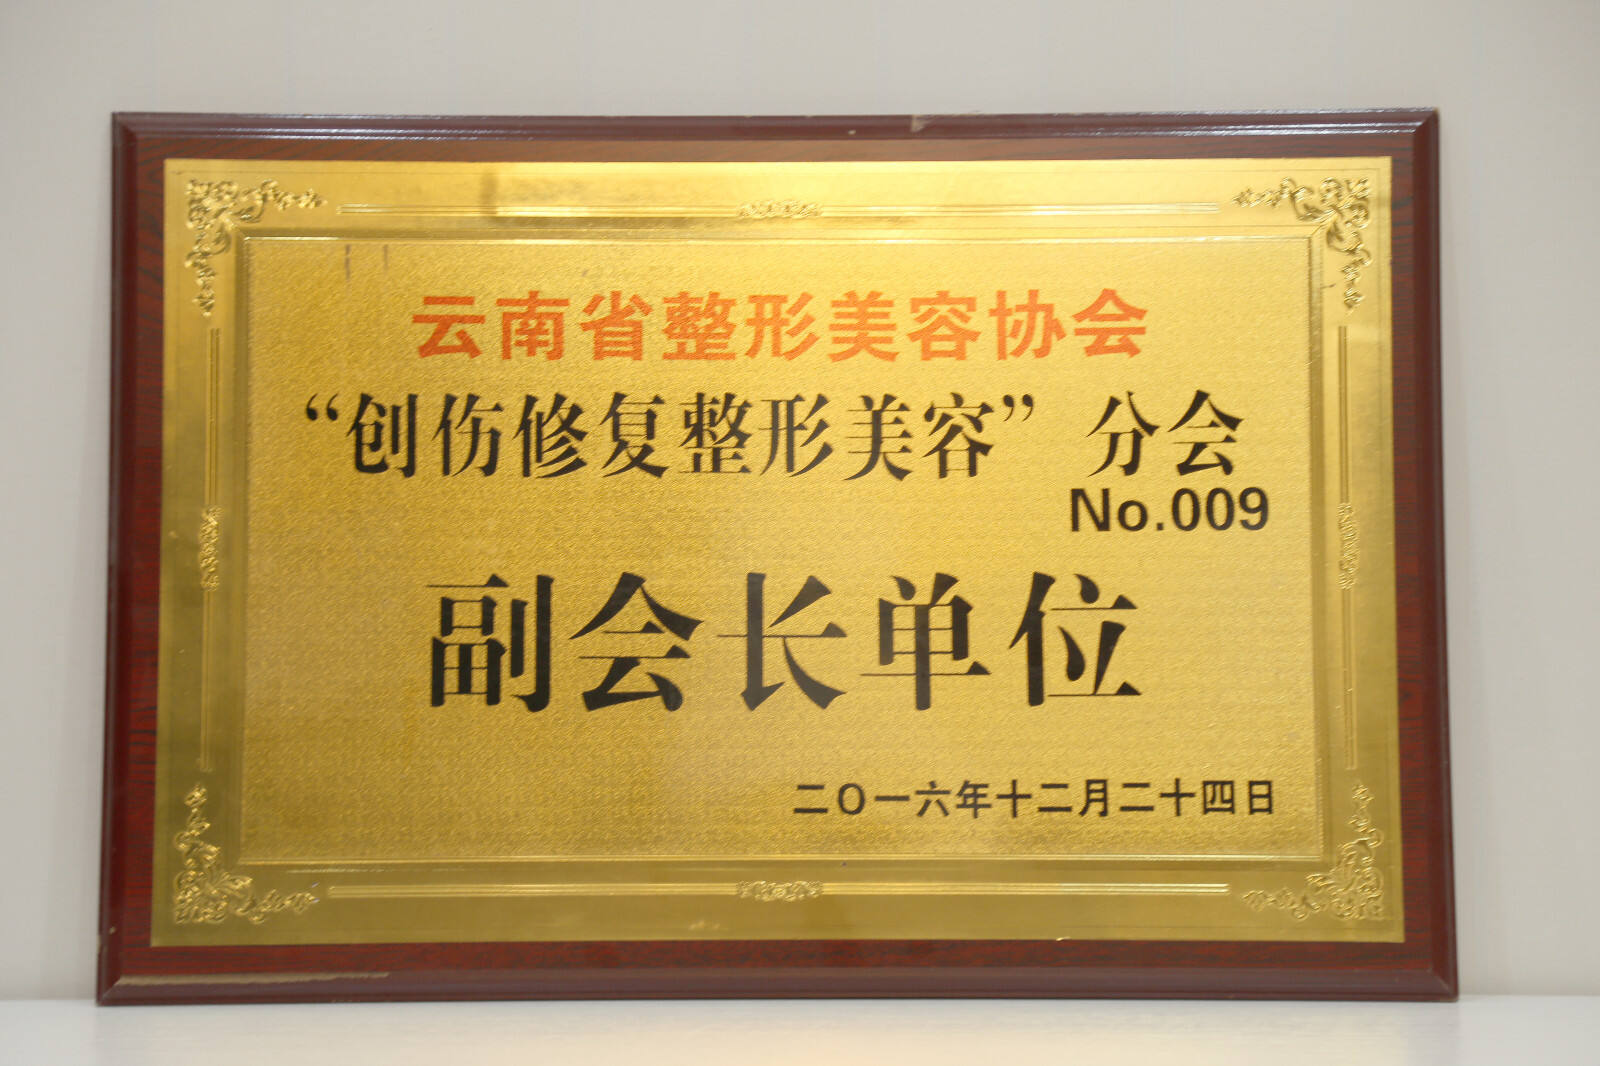 云南省整形美容协会
“创伤修复整形美容” 分会
No.009
副会长单位
二〇一六年十二月二十四日